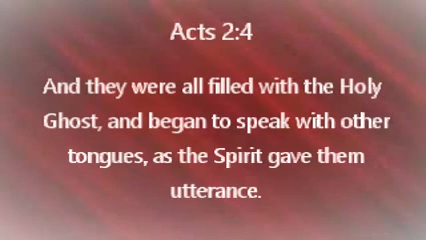 Acts 2:4
And they were all filled with the Holy
Ghost, and began to speak with other
tongues, as the Spirit gave them
utterance.